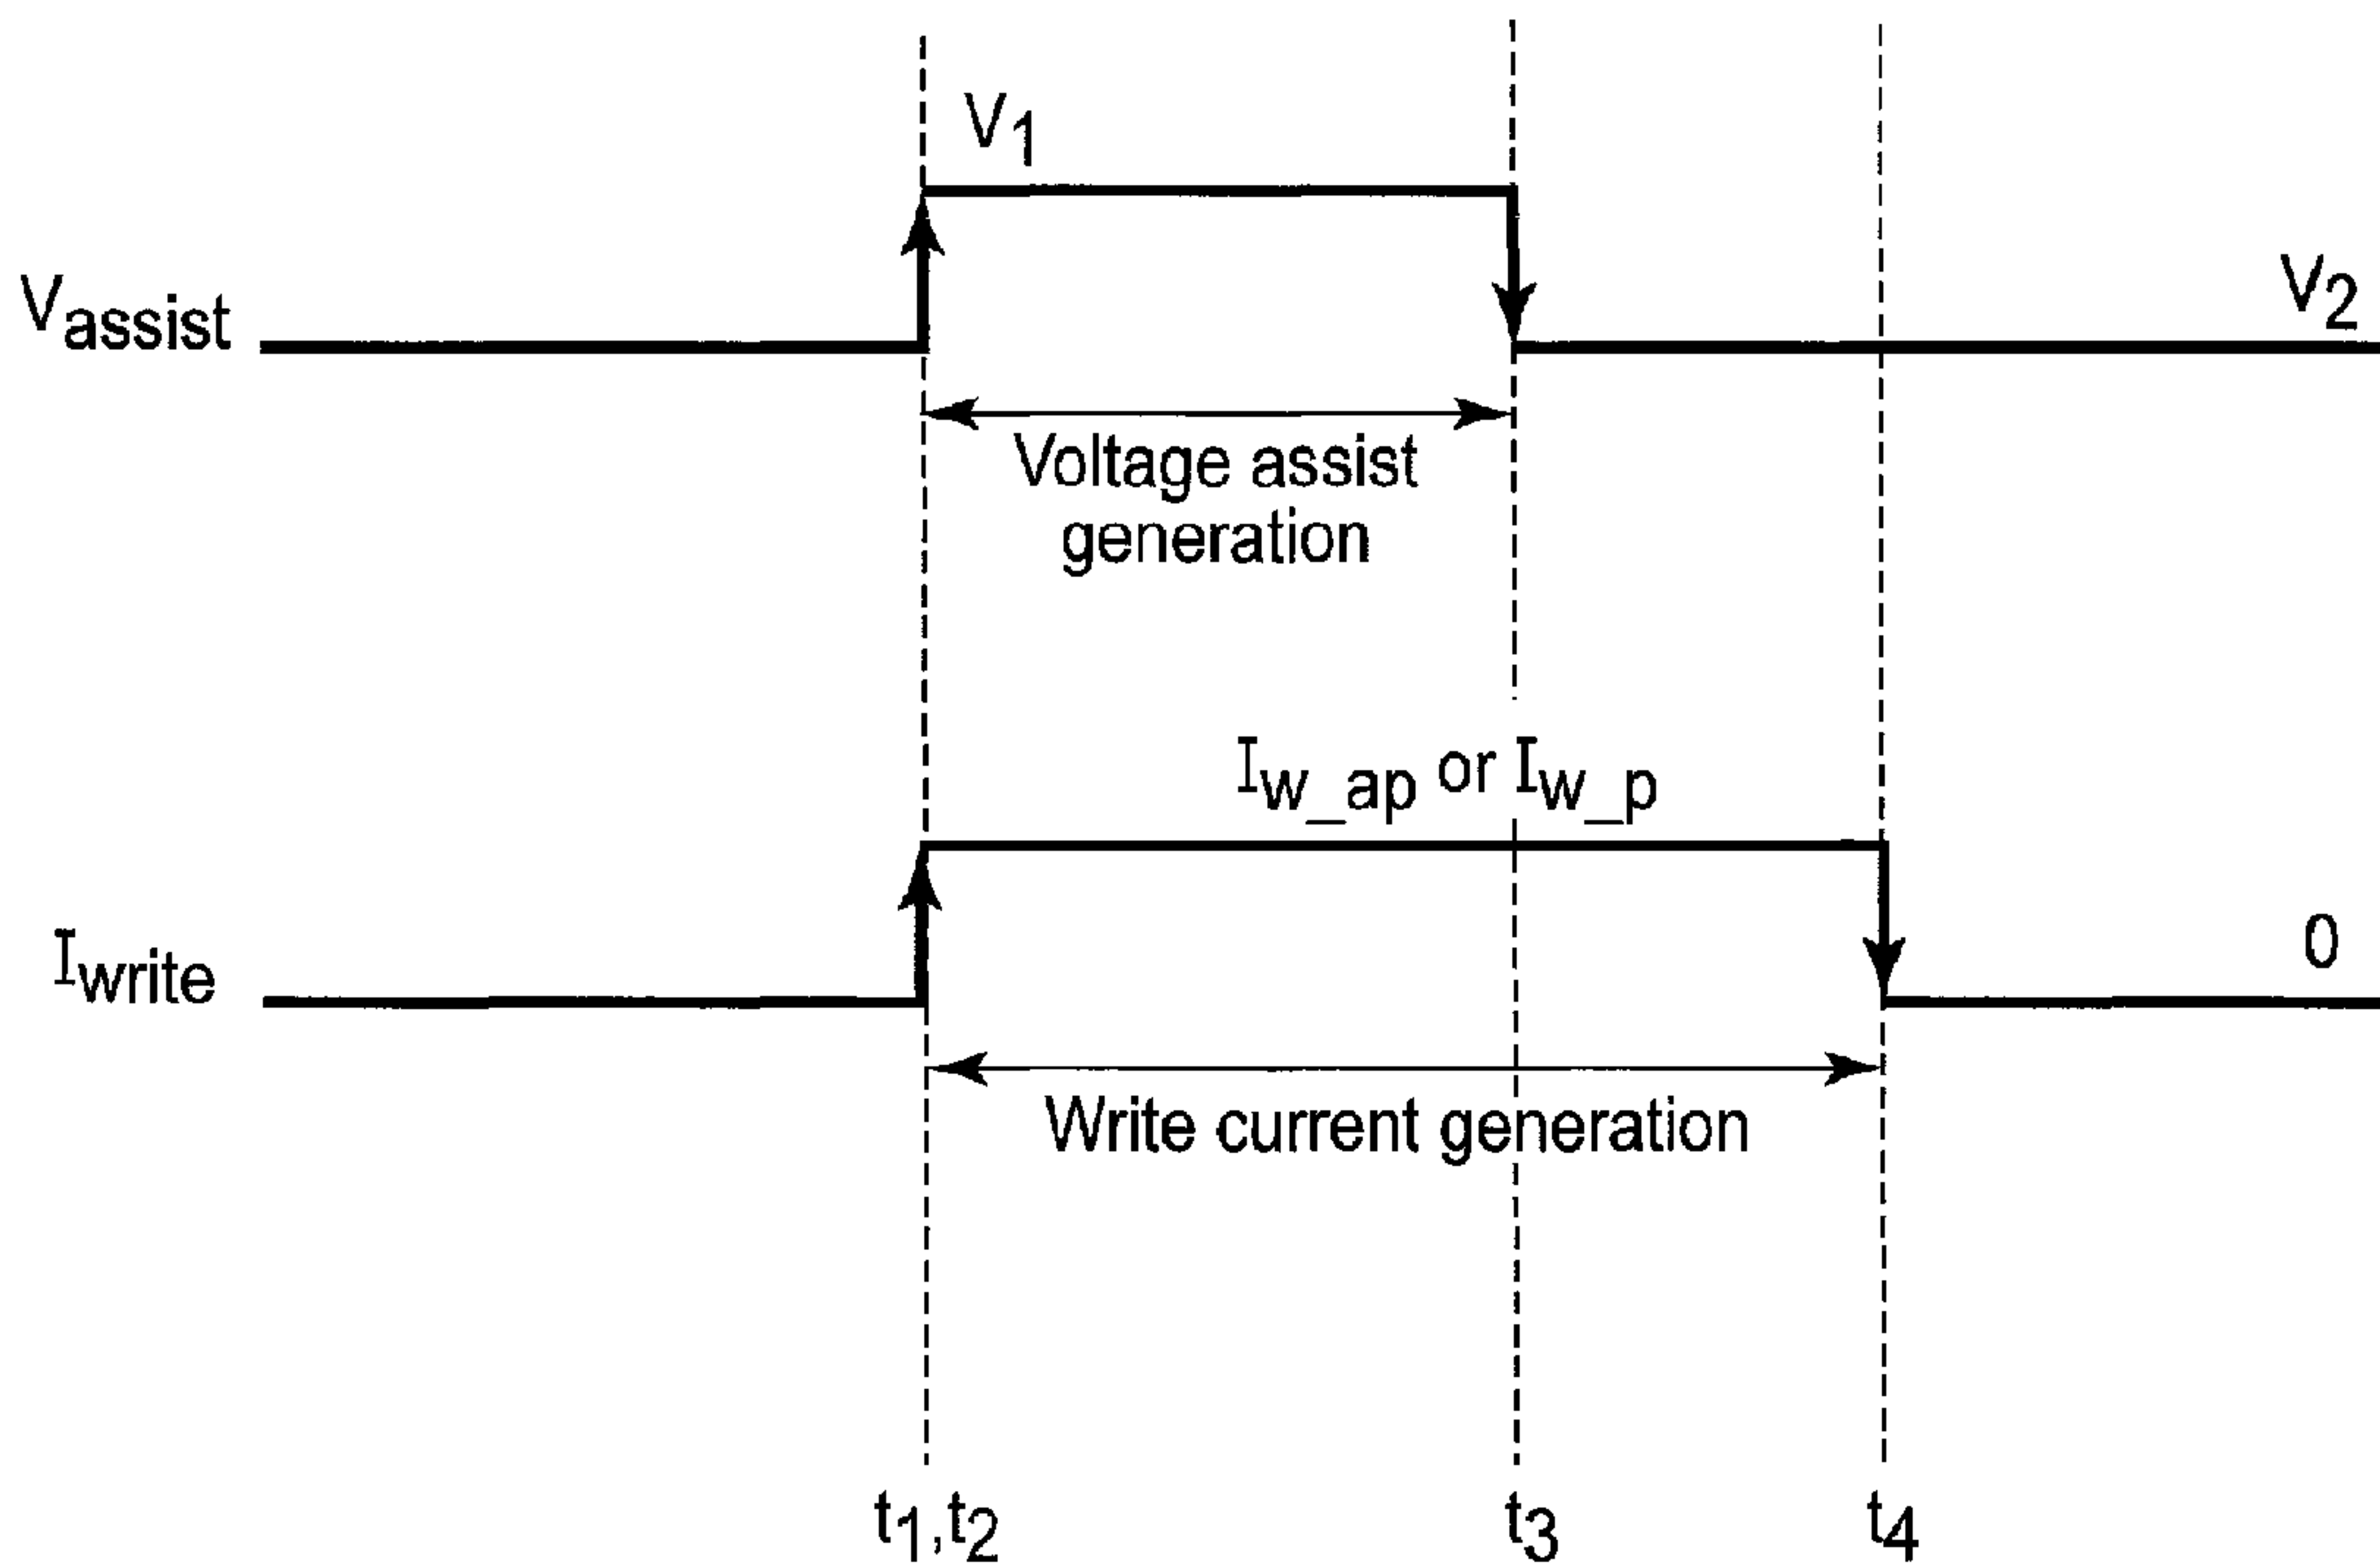 V1
Vassist
V2
Voltage assist
generation
Iw_ap or Iw_p
Iwrite
0
Write current generation
t1,t2
t3
t4